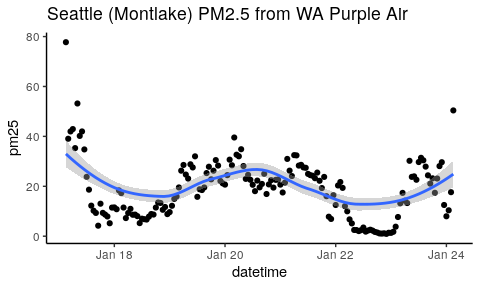 Seattle (Montlake) PM2.5 from WA Purple Air
80
60
40
20
0
pm25
Jan 18 Jan 20 Jan 22 Jan 24
datetime